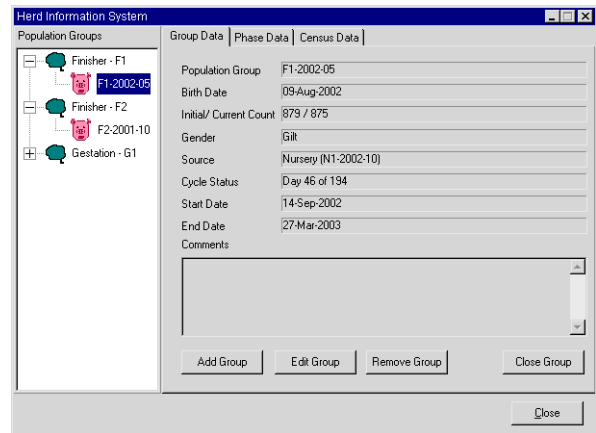 Herd Information System
Population Groups
Finisher - F1
F1-2002-05
Finisher - F2
F2-2001-10
Gestation - G1
Group Data Phase Data Census Data
Population Group F1-2002-05
Birth Date 09-Aug-2002
Initial/ Current Count 879 / 875
Gender Gilt
Source Nursery (N1-2002-10)
Cycle Status Day 46 of 194
Start Date 14-Sep-2002
End Date 27-Mar-2003
Comments
Add Group Edit Group Remove Group Close Group
Close